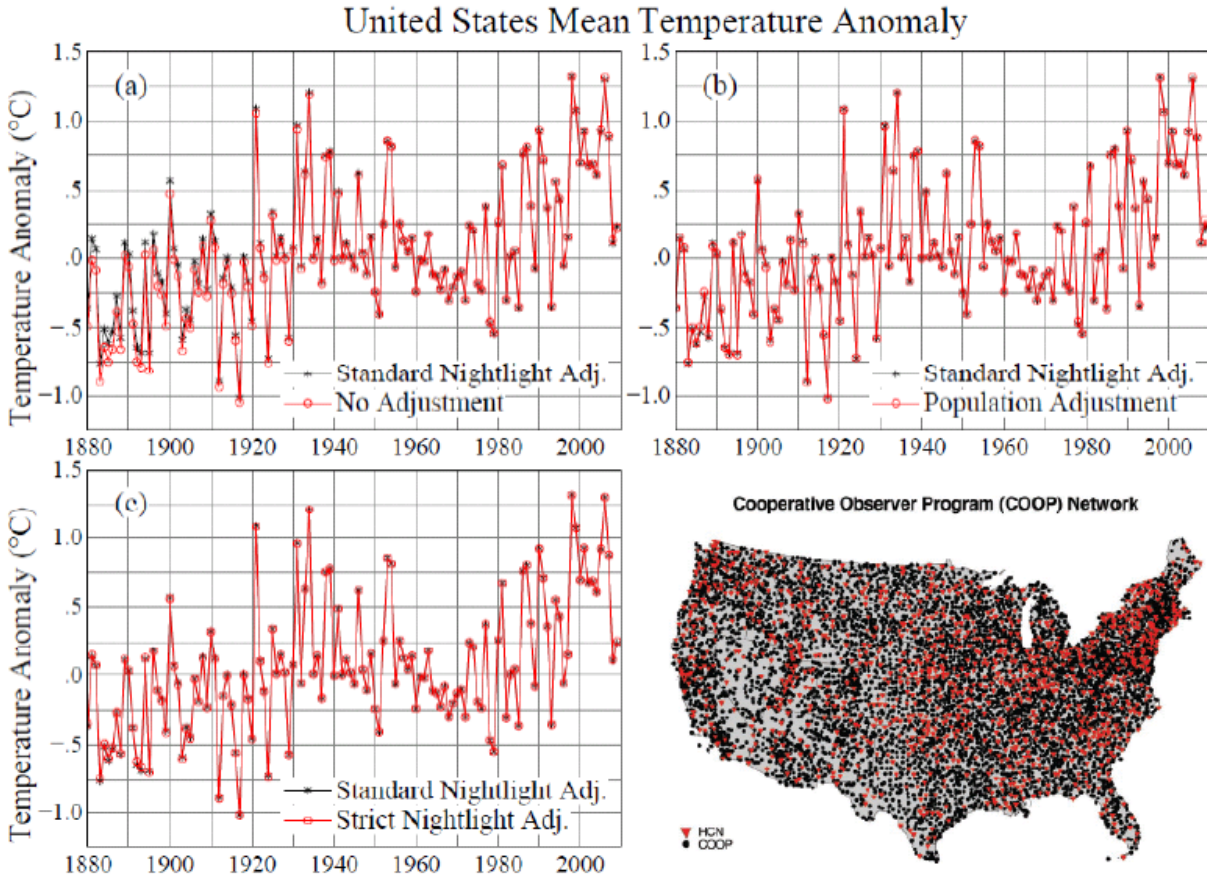 United States Mean Temperature Anomaly
Temperature Anomaly (°C)
1.5
1.0
.5
.0
−.5
−1.0
(a)
Standard Nightlight Adj.
No Adjustment
1880 1900 1920 1940 1960 1980 2000
1.5
1.0
.5
.0
−.5
−1.0
(b)
Standard Nightlight Adj.
Population Adjustment
1880 1900 1920 1940 1960 1980 2000
Temperature Anomaly (°C)
1.5
1.0
.5
.0
−.5
−1.0
(c)
Standard Nightlight Adj.
Strict Nightlight Adj.
1880 1900 1920 1940 1960 1980 2000
Cooperative Observer Program (COOP) Network
HCN
COOP